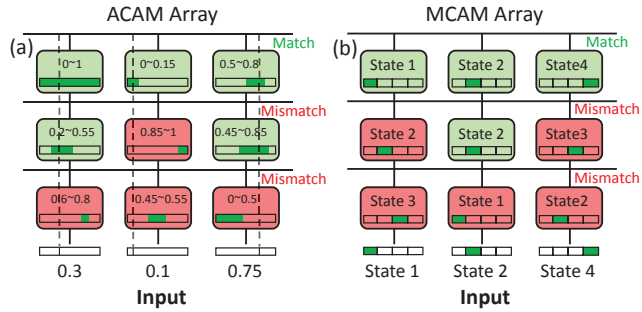 ACAM Array
MCAM Array
(a)
Match
(b)
Match
0~1
0~0.15
0.5~0.8
State 1
State 2
State4
Mismatch
Mismatch
0.2~0.55
0.85~1
0.45~0.85
State 2
State 2
State3
Mismatch
Mismatch
0.6~0.8
0.45~0.55
0~0.5
State 3
State 1
State2
0.3
0.1
0.75
State 1
State 2
State 4
Input
Input